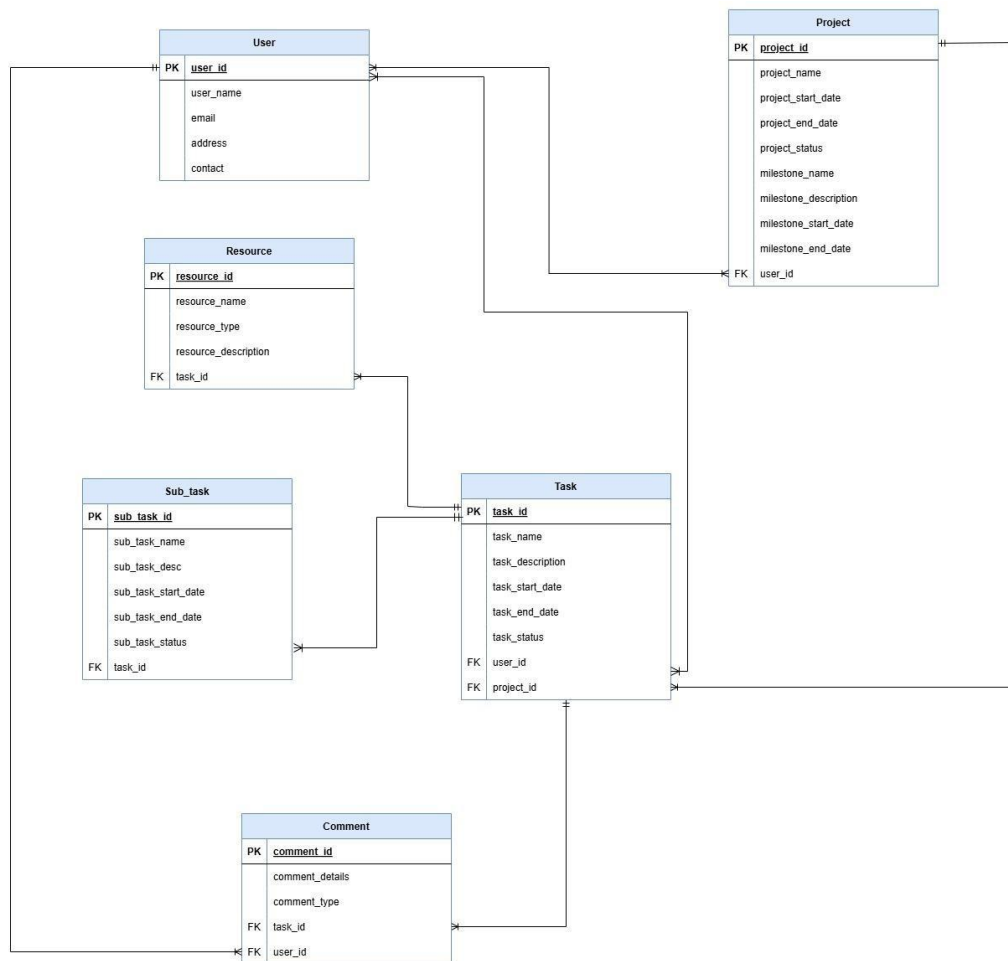 User
PK user_id
user_name
email
address
contact
Project
PK project_id
project_name
project_start_date
project_end_date
project_status
milestone_name
milestone_description
milestone_start_date
milestone_end_date
FK user_id
Resource
PK resource_id
resource_name
resource_type
resource_description
FK task_id
Sub_task
PK sub_task_id
sub_task_name
sub_task_desc
sub_task_start_date
sub_task_end_date
sub_task_status
FK task_id
Task
PK task_id
task_name
task_description
task_start_date
task_end_date
task_status
FK user_id
FK project_id
Comment
PK comment_id
comment_details
comment_type
FK task_id
FK user_id